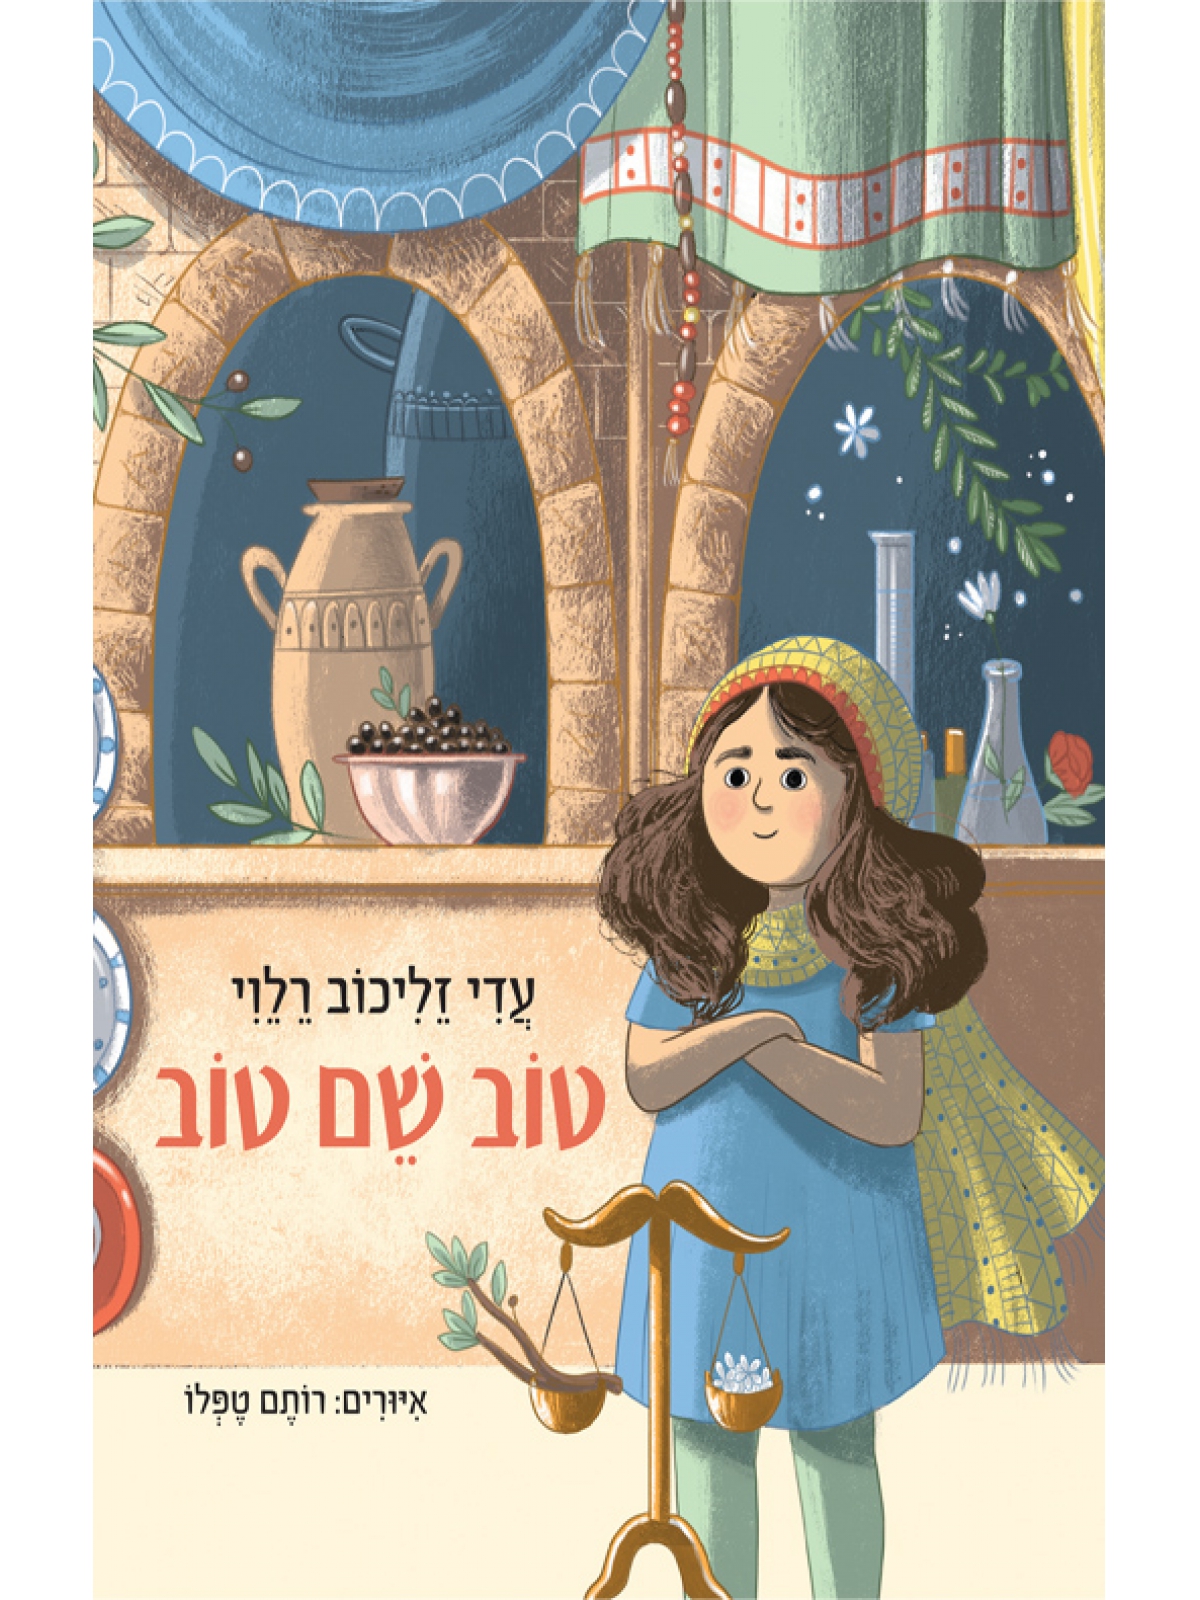 עֲדִי זֵלִיכוֹב רֵלֵוִי
טוֹב שֵׁם טוֹב
אִיּוּרִים: רוֹתֶם טֶפְּלוֹ